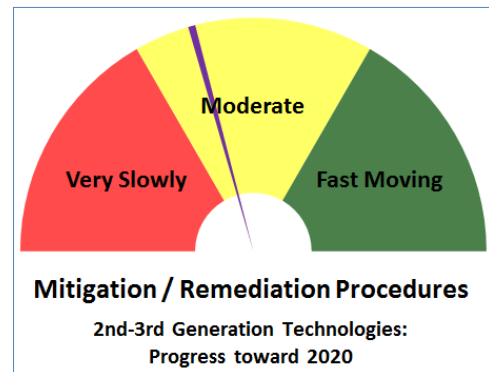 Moderate
Very Slowly
Fast Moving
Mitigation / Remediation Procedures
2nd-3rd Generation Technologies:
Progress toward 2020